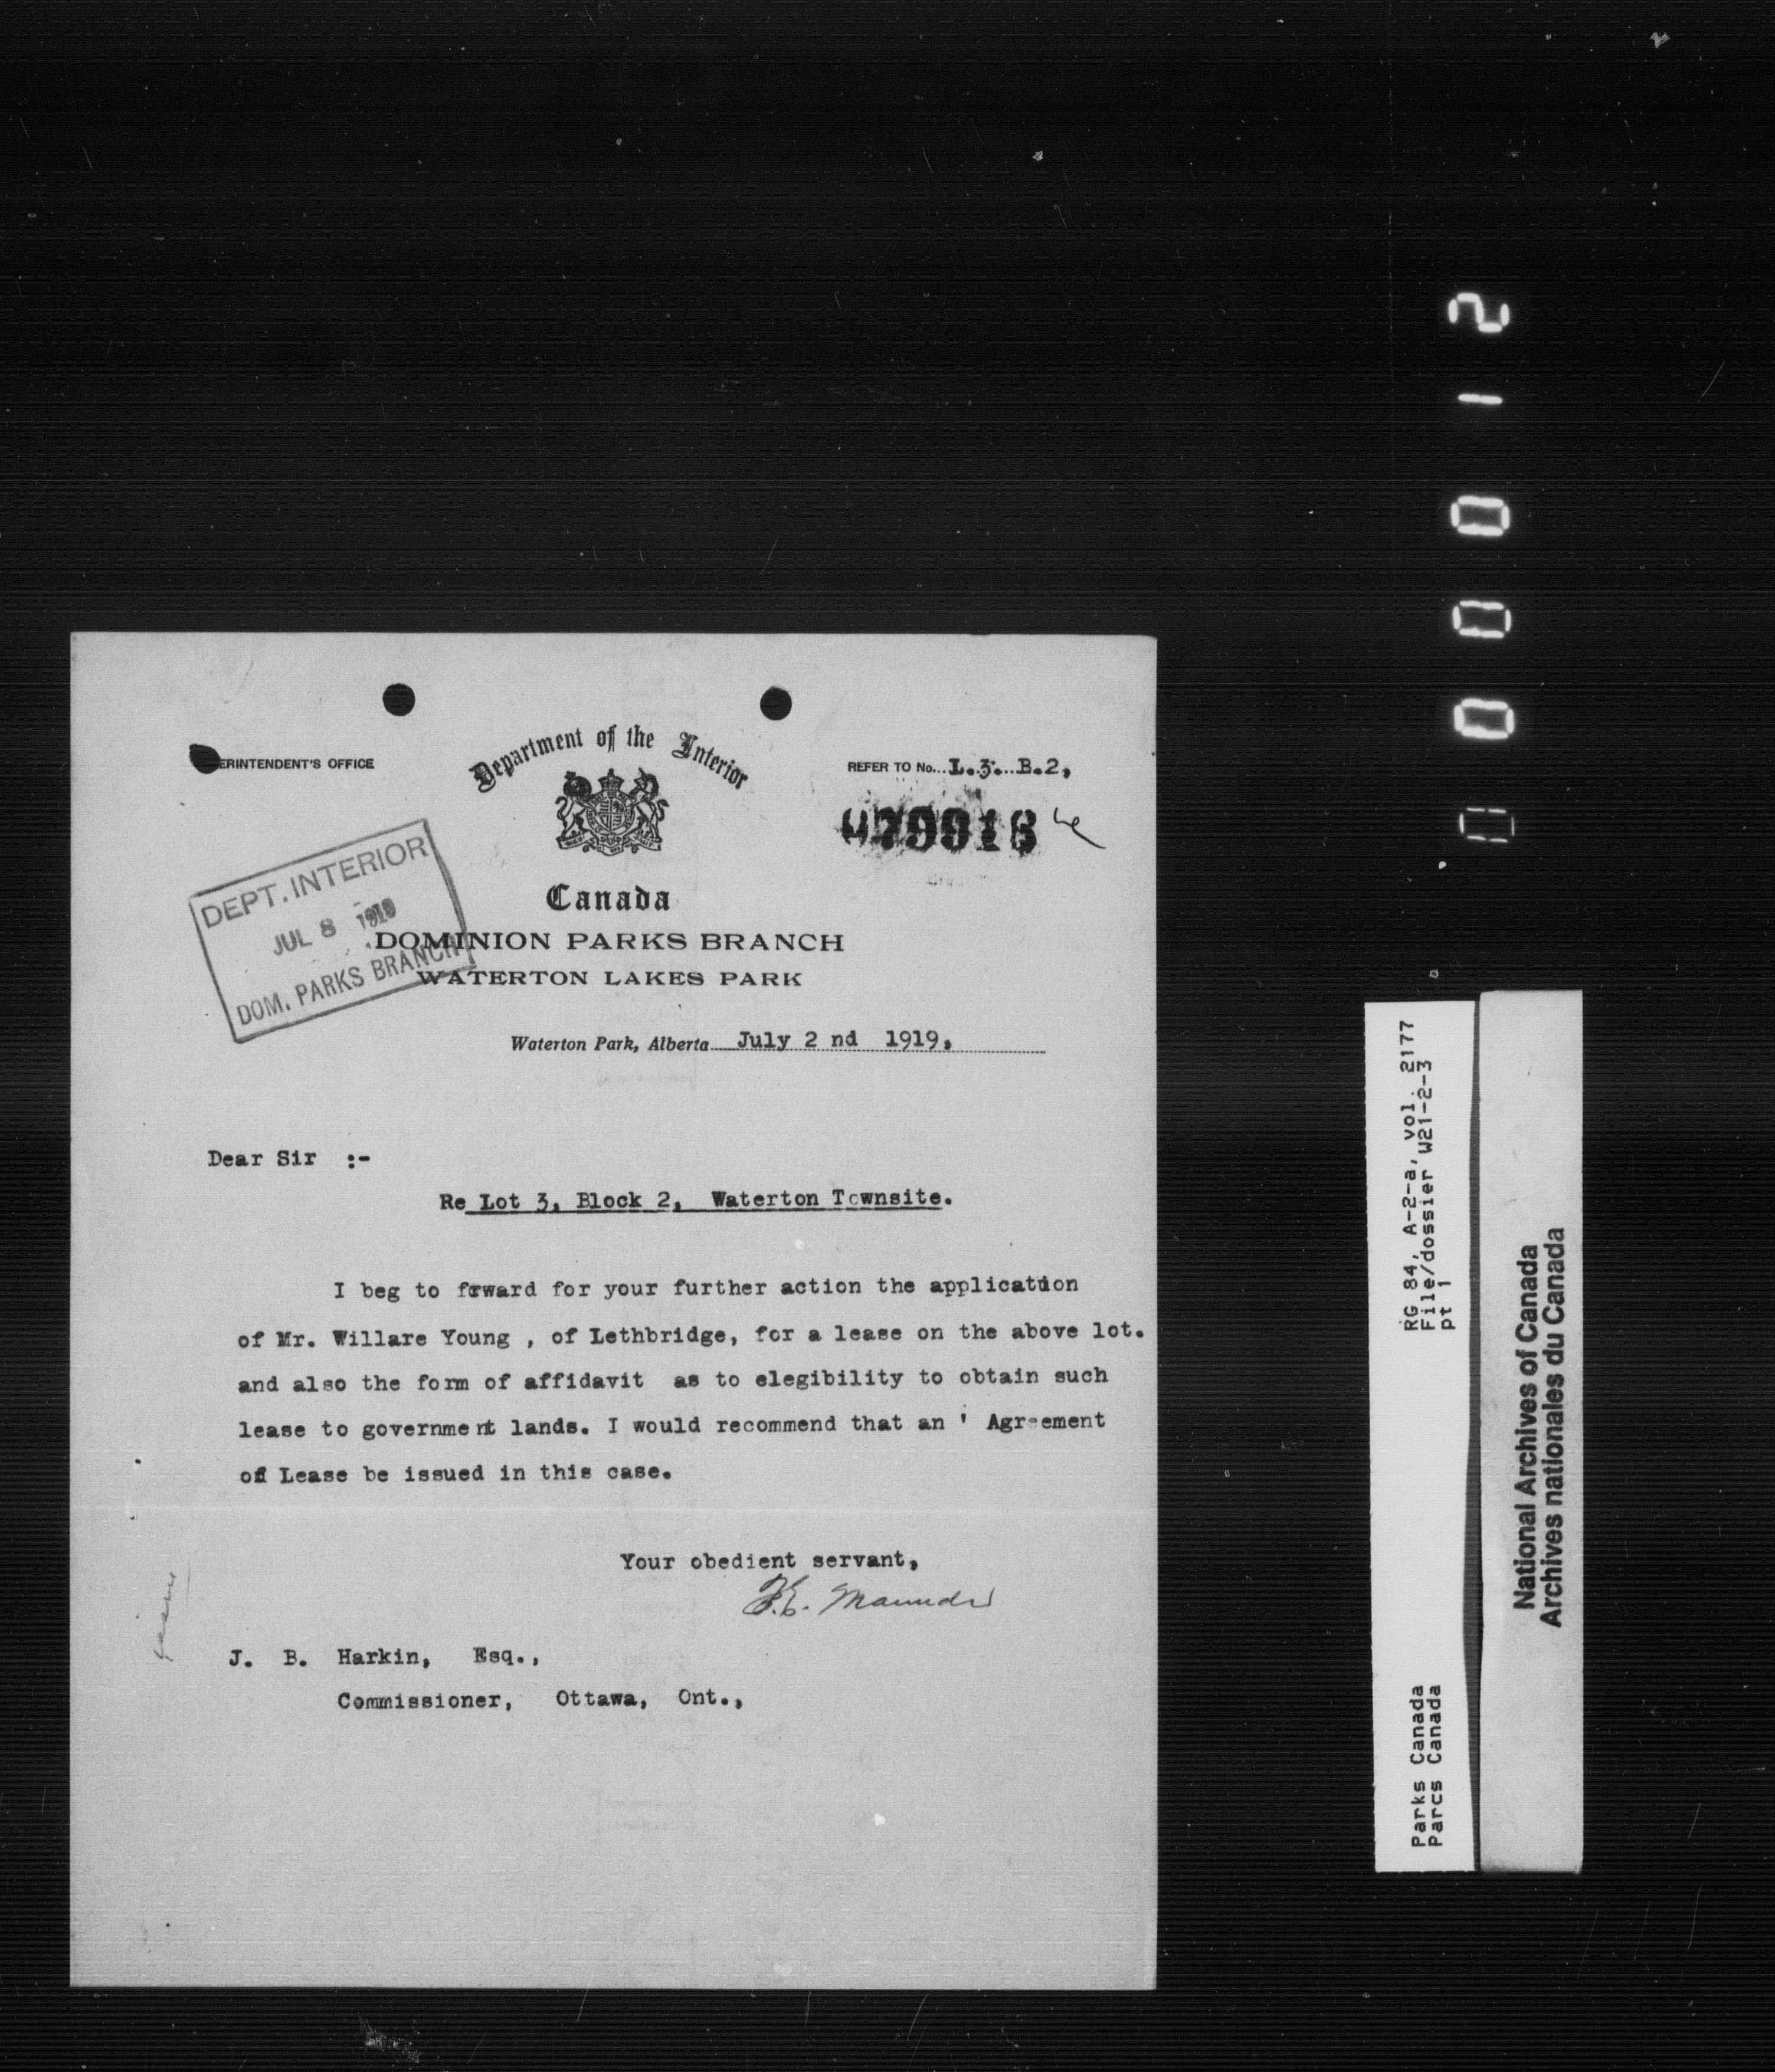 ERINTENDENT'S OFFICE
Department of the Interior
REFER TO No... L.3. B.2,
Canada
DOMINION PARKS BRANCH
WATERTON LAKES PARK
DEPT. INTERIOR
JUL 8 1919
DOM. PARKS BRANCH
Waterton Park, Alberta July 2 nd 1919,
Dear Sir :-
Re Lot 3, Block 2, Waterton Townsite.
I beg to frward for your further action the application
of Mr. Willare Young , of Lethbridge, for a lease on the above lot.
and also the form of affidavit as to elegibility to obtain such
lease to government lands. I would recommend that an ' Agreement
of Lease be issued in this case.
Your obedient servant,
J. B. Harkin, Esq.,
Commissioner, Ottawa, Ont.,
000012
RG 84, A-2-a, vol. 2177
File/dossier W21-2-3
pt 1
Parks Canada
Parcs Canada
National Archives of Canada
Archives nationales du Canada